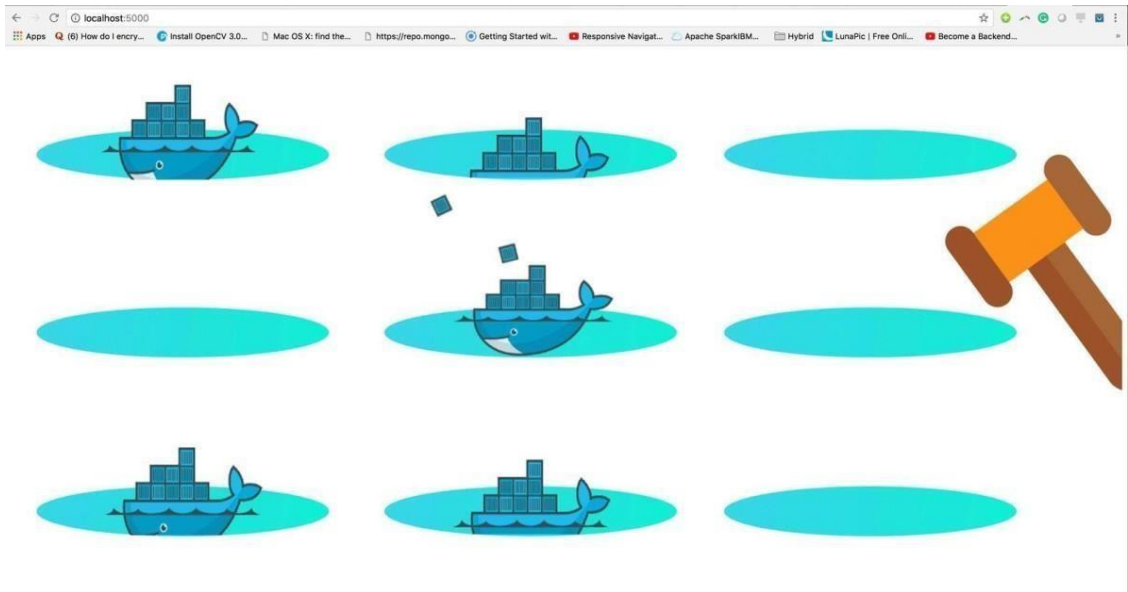 localhost:5000
Apps (6) How do I encry... Install OpenCV 3.0... Mac OS X: find the... https://repo.mongo... Getting Started wit... Responsive Navigat... Apache SparkIBM... Hybrid LunaPic | Free Onli... Become a Backend... »